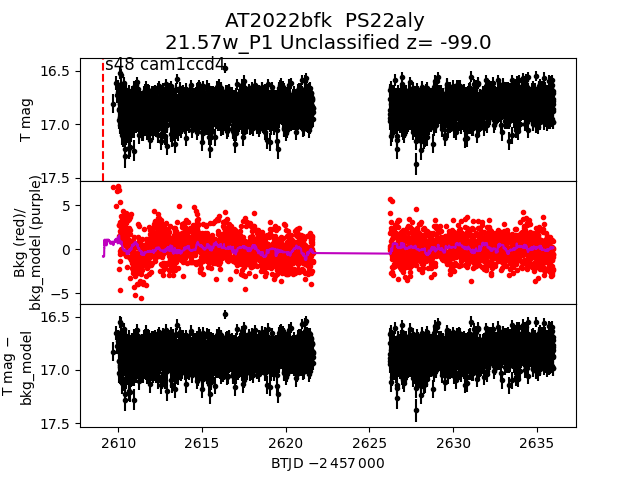 AT2022bfk  PS22aly
21.57w_P1 Unclassified z= -99.0
s48 cam1ccd4
16.5
17.0
17.5
T mag
5
0
−5
Bkg (red)/
bkg_model (purple)
16.5
17.0
17.5
T mag −
bkg_model
2610 2615 2620 2625 2630 2635
BTJD −2 457 000